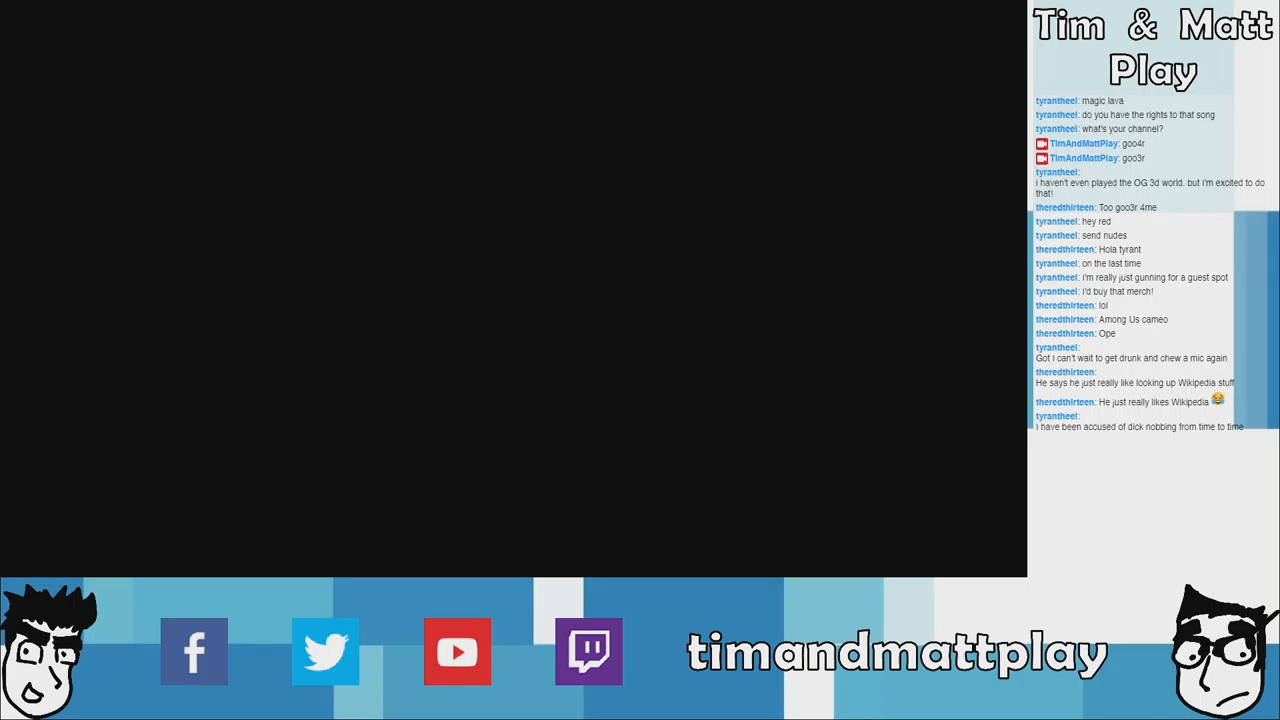 Tim & Matt
Play
tyrantheel: magic lava
tyrantheel: do you have the rights to that song
tyrantheel: what's your channel?
TimAndMattPlay: goo4r
TimAndMattPlay: goo3r
tyrantheel:
i haven't even played the OG 3d world. but i'm excited to do
that!
theredthirteen: Too goo3r 4me
tyrantheel: hey red
tyrantheel: send nudes
theredthirteen: Hola tyrant
tyrantheel: on the last time
tyrantheel: i'm really just gunning for a guest spot
tyrantheel: i'd buy that merch!
theredthirteen: lol
theredthirteen: Among Us cameo
theredthirteen: Ope
tyrantheel:
Got i can't wait to get drunk and chew a mic again
theredthirteen:
He says he just really like looking up Wikipedia stuff
theredthirteen: He just really likes Wikipedia 😂
tyrantheel:
I have been accused of dick nobbing from time to time
timandmattplay